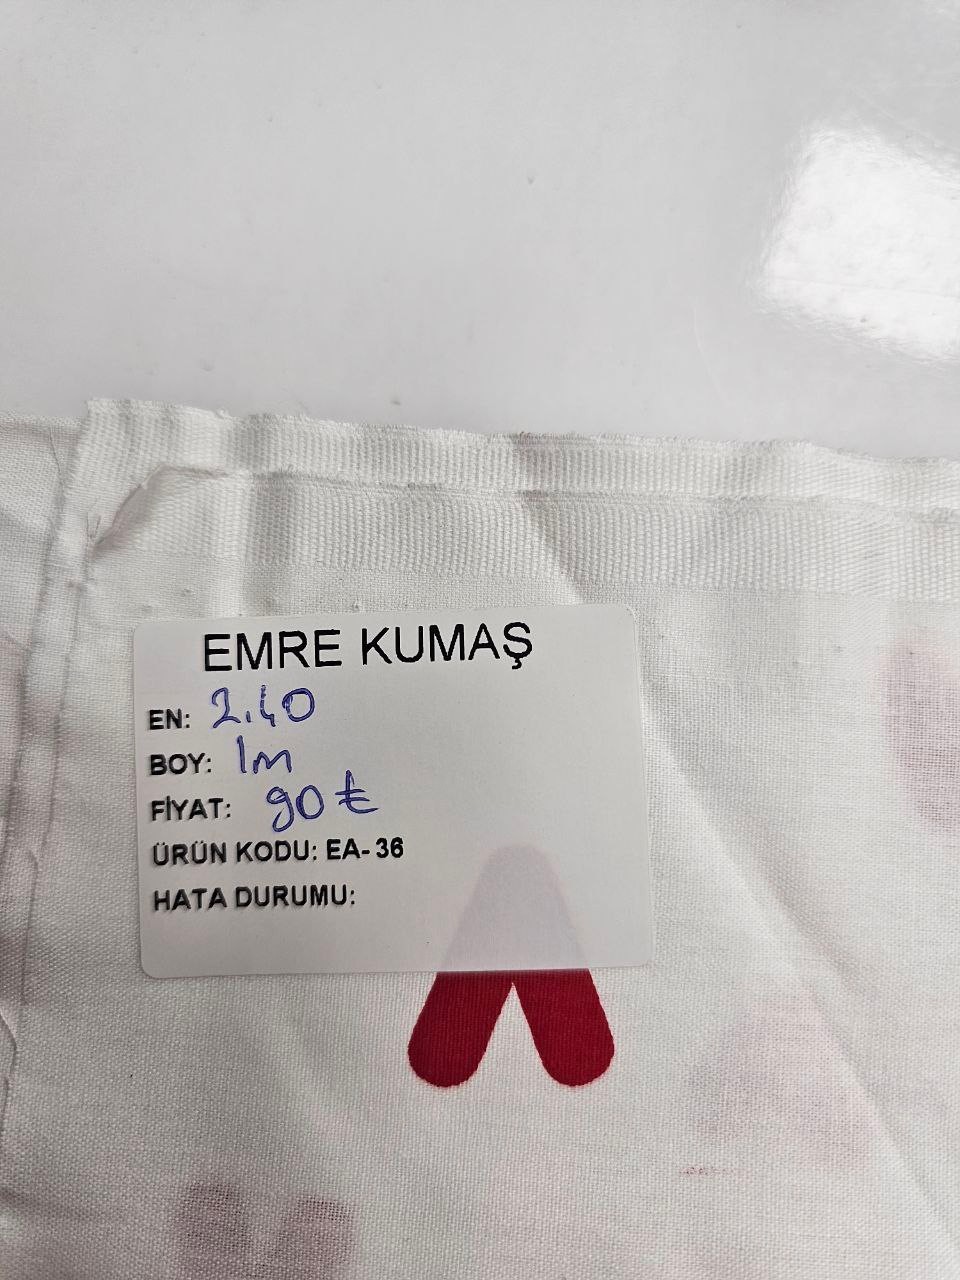 EMRE KUMAŞ
EN: 2.40
BOY: 1m
FİYAT: 90 ₺
ÜRÜN KODU: EA- 36
HATA DURUMU: